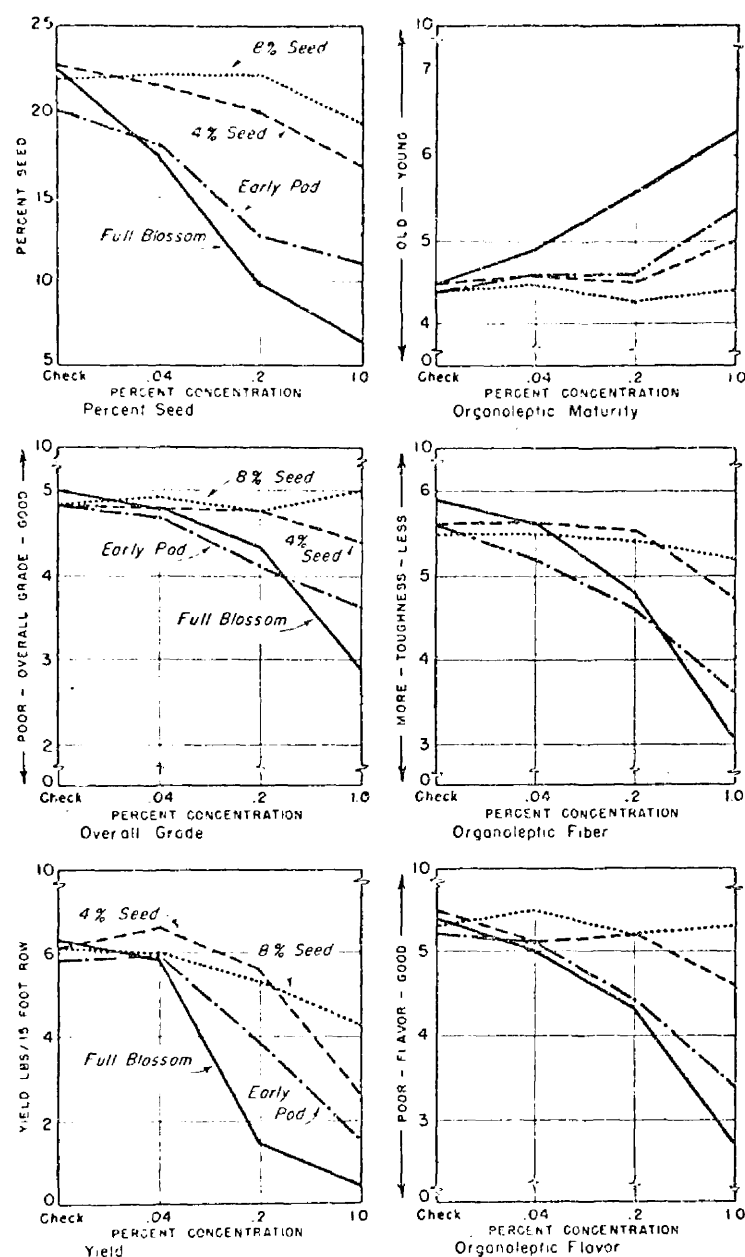 25
20
15
10
5
PERCENT SEED
8% Seed
4% Seed
Early Pod
Full Blossom
Check .04 .2 1.0
PERCENT CONCENTRATION
Percent Seed
10
7
6
5
4
0
OLD — YOUNG
Check .04 .2 1.0
PERCENT CONCENTRATION
Organoleptic Maturity
10
5
4
3
2
0
POOR - OVERALL GRADE - GOOD
8% Seed
4% Seed
Early Pod
Full Blossom
Check .04 .2 1.0
PERCENT CONCENTRATION
Overall Grade
10
6
5
4
3
0
MORE - TOUGHNESS - LESS
Check .04 .2 1.0
PERCENT CONCENTRATION
Organoleptic Fiber
10
6
4
2
0
YIELD LBS/15 FOOT ROW
4% Seed
8% Seed
Full Blossom
Early Pod
Check .04 .2 1.0
PERCENT CONCENTRATION
Yield
10
6
5
4
3
2
0
POOR - FLAVOR - GOOD
Check .04 .2 1.0
PERCENT CONCENTRATION
Organoleptic Flavor